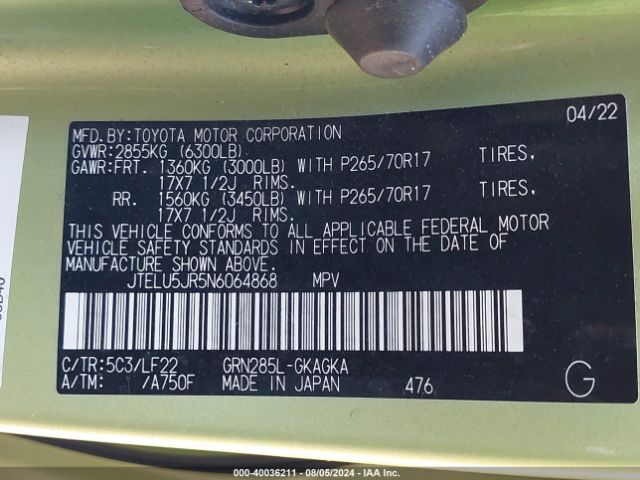 04/22
MFD.BY:TOYOTA MOTOR CORPORATION
GVWR:2855KG (6300LB)
GAWR:FRT. 1360KG (3000LB) WITH P265/70R17 TIRES,
17X7 1/2J RIMS.
RR. 1560KG (3450LB) WITH P265/70R17 TIRES,
17X7 1/2J RIMS.
THIS VEHICLE CONFORMS TO ALL APPLICABLE FEDERAL MOTOR
VEHICLE SAFETY STANDARDS IN EFFECT ON THE DATE OF
MANUFACTURE SHOWN ABOVE.
JTELU5JR5N6064868 MPV
C/TR:5C3/LF22 GRN285L-GKAGKA
A/TM: /A750F MADE IN JAPAN 476
G
000-40036211 - 08/05/2024 - IAA Holdings, LLC.